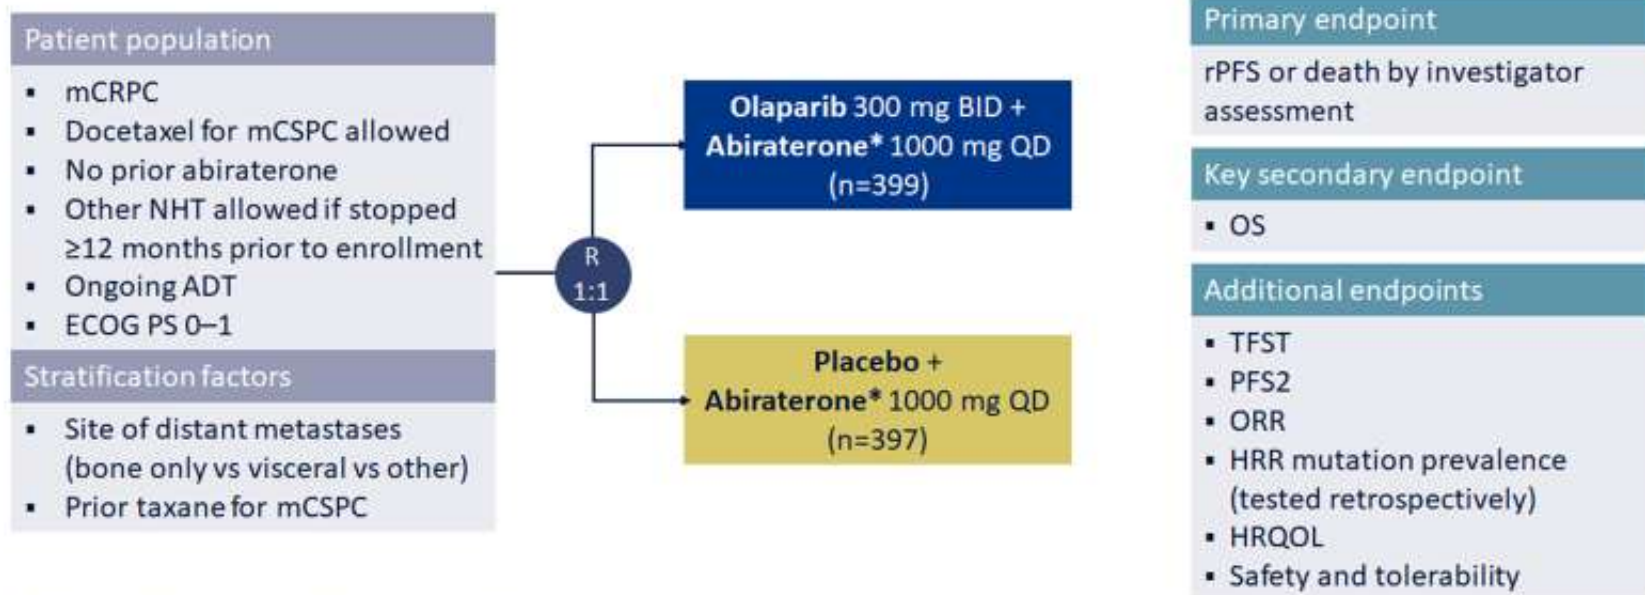 Patient population
▪ mCRPC
▪ Docetaxel for mCSPC allowed
▪ No prior abiraterone
▪ Other NHT allowed if stopped
≥12 months prior to enrollment
▪ Ongoing ADT
▪ ECOG PS 0–1
Stratification factors
▪ Site of distant metastases
(bone only vs visceral vs other)
▪ Prior taxane for mCSPC
R
1:1
Olaparib 300 mg BID +
Abiraterone* 1000 mg QD
(n=399)
Placebo +
Abiraterone* 1000 mg QD
(n=397)
Primary endpoint
rPFS or death by investigator
assessment
Key secondary endpoint
▪ OS
Additional endpoints
▪ TFST
▪ PFS2
▪ ORR
▪ HRR mutation prevalence
(tested retrospectively)
▪ HRQOL
▪ Safety and tolerability